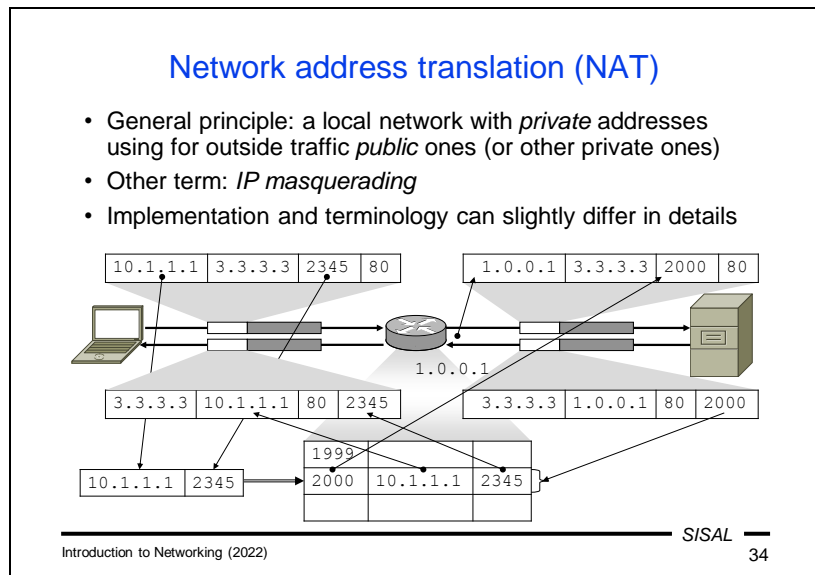 Network address translation (NAT)
• General principle: a local network with private addresses
using for outside traffic public ones (or other private ones)
• Other term: IP masquerading
• Implementation and terminology can slightly differ in details
10.1.1.1 3.3.3.3 2345 80
1.0.0.1 3.3.3.3 2000 80
1.0.0.1
3.3.3.3 10.1.1.1 80 2345
3.3.3.3 1.0.0.1 80 2000
1999
10.1.1.1 2345
2000 10.1.1.1 2345
SISAL
Introduction to Networking (2022)
34